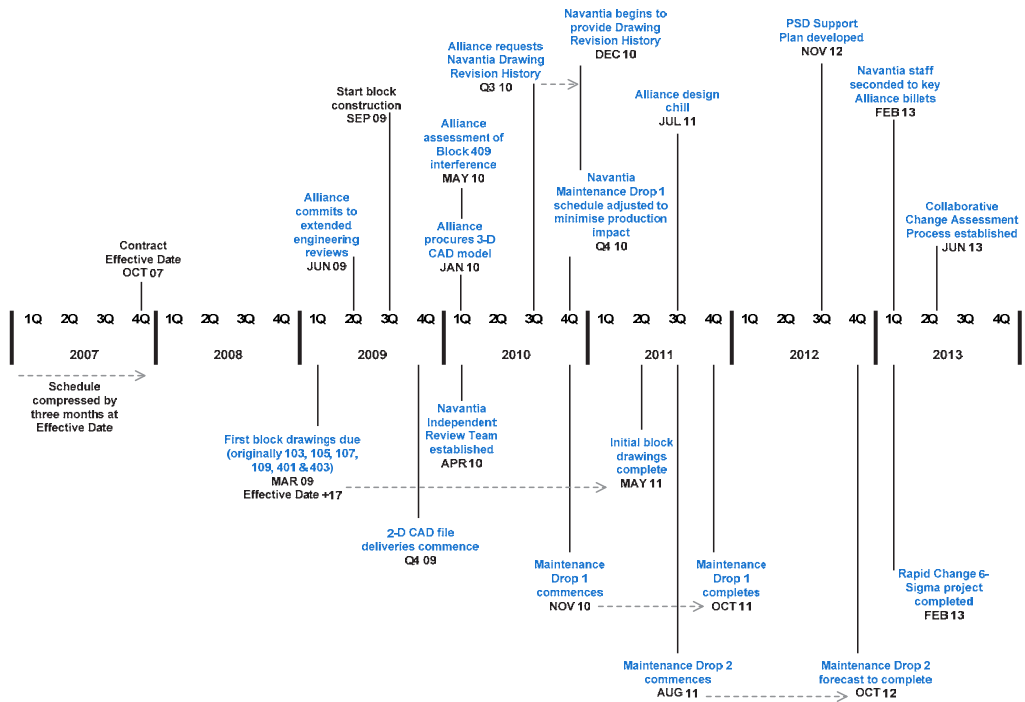 Navantia begins to
provide Drawing
Revision History
DEC 10
PSD Support
Plan developed
NOV 12
Alliance requests
Navantia Drawing
Revision History
Q3 10
Navantia staff
seconded to key
Alliance billets
FEB 13
Start block
construction
SEP 09
Alliance design
chill
JUL 11
Alliance
assessment of
Block 409
interference
MAY 10
Navantia
Maintenance Drop 1
schedule adjusted to
minimise production
impact
Q4 10
Alliance
commits to
extended
engineering
reviews
JUN 09
Collaborative
Change Assessment
Process established
JUN 13
Alliance
procures 3-D
CAD model
JAN 10
Contract
Effective Date
OCT 07
1Q 2Q 3Q 4Q 1Q 2Q 3Q 4Q 1Q 2Q 3Q 4Q 1Q 2Q 3Q 4Q 1Q 2Q 3Q 4Q 1Q 2Q 3Q 4Q 1Q 2Q 3Q 4Q
2007 2008 2009 2010 2011 2012 2013
Schedule
compressed by
three months at
Effective Date
First block drawings due
(originally 103, 105, 107,
109, 401 & 403)
MAR 09
Effective Date +17
Navantia
Independent
Review Team
established
APR 10
Initial block
drawings
complete
MAY 11
2-D CAD file
deliveries commence
Q4 09
Maintenance
Drop 1
commences
NOV 10
Maintenance
Drop 1
completes
OCT 11
Rapid Change 6-
Sigma project
completed
FEB 13
Maintenance Drop 2
commences
AUG 11
Maintenance Drop 2
forecast to complete
OCT 12